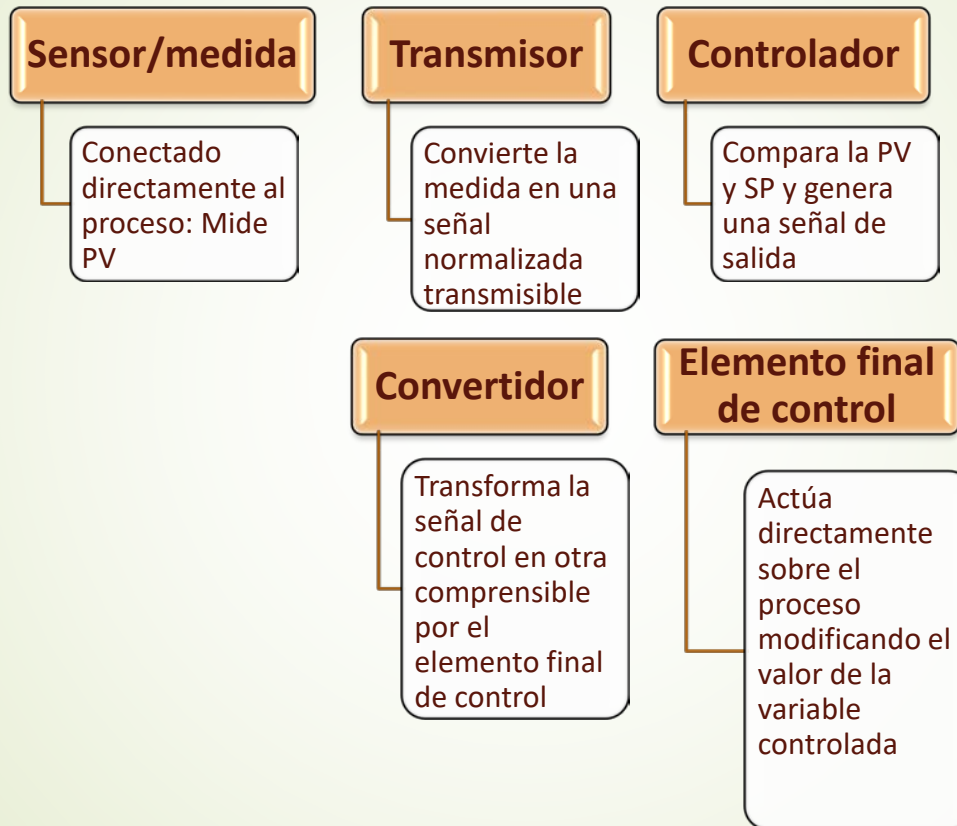 Sensor/medida
Conectado
directamente al
proceso: Mide
PV
Transmisor
Convierte la
medida en una
señal
normalizada
transmisible
Controlador
Compara la PV
y SP y genera
una señal de
salida
Convertidor
Transforma la
señal de
control en otra
comprensible
por el
elemento final
de control
Elemento final
de control
Actúa
directamente
sobre el
proceso
modificando el
valor de la
variable
controlada